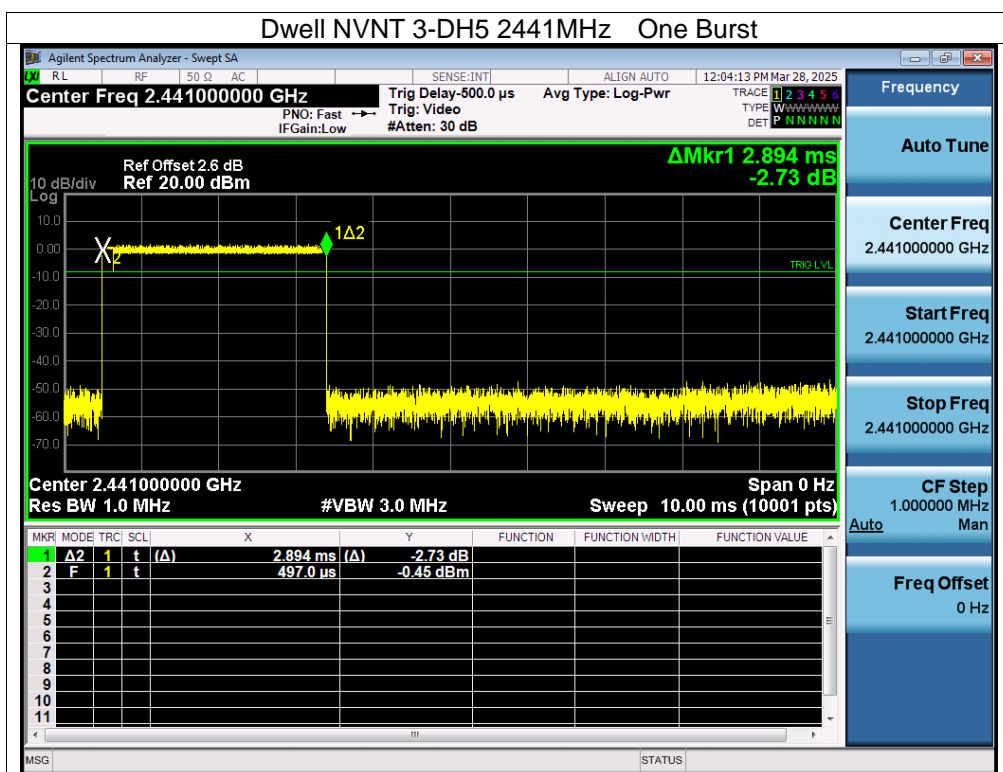 Dwell NVNT 3-DH5 2441MHz One Burst
Agilent Spectrum Analyzer - Swept SA
LXI RL RF 50 Ω AC SENSE:INT ALIGN AUTO 12:04:13 PM Mar 28, 2025
Center Freq 2.441000000 GHz
PNO: Fast
IFGain:Low
Trig Delay-500.0 µs
Trig: Video
#Atten: 30 dB
Avg Type: Log-Pwr
TRACE 1 2 3 4 5 6
TYPE WWWWWW
DET P N N N N N
ΔMkr1 2.894 ms
-2.73 dB
Ref Offset 2.6 dB
10 dB/div Ref 20.00 dBm
Log
10.0
0.00
-10.0
-20.0
-30.0
-40.0
-50.0
-60.0
-70.0
1Δ2
X2
TRIG LVL
Center 2.441000000 GHz Span 0 Hz
Res BW 1.0 MHz #VBW 3.0 MHz Sweep 10.00 ms (10001 pts)
MKR MODE TRC SCL X Y FUNCTION FUNCTION WIDTH FUNCTION VALUE
1 Δ2 1 t (Δ) 2.894 ms (Δ) -2.73 dB
2 F 1 t 497.0 µs -0.45 dBm
3
4
5
6
7
8
9
10
11
MSG STATUS
Frequency
Auto Tune
Center Freq
2.441000000 GHz
Start Freq
2.441000000 GHz
Stop Freq
2.441000000 GHz
CF Step
1.000000 MHz
Auto Man
Freq Offset
0 Hz